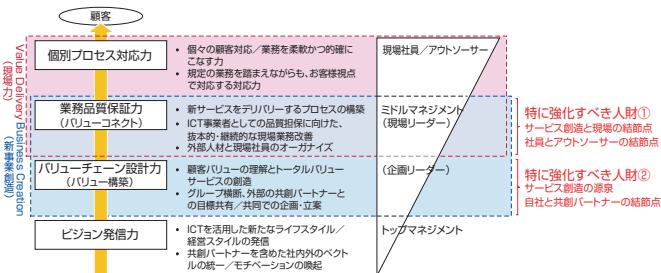 顧客
Value Delivery
(現場力)
Business Creation
(新事業創造)
個別プロセス対応力
• 個々の顧客対応/業務を柔軟かつ的確に
こなす力
• 規定の業務を踏まえながらも、お客様視点
で対応する対応力
現場社員/アウトソーサー
業務品質保証力
(バリューコネクト)
• 新サービスをデリバリーするプロセスの構築
• ICT事業者としての品質担保に向けた、
抜本的・継続的な現場業務改善
• 外部人材と現場社員のオーガナイズ
ミドルマネジメント
(現場リーダー)
特に強化すべき人財①
サービス創造と現場の結節点
社員とアウトソーサーの結節点
バリューチェーン設計力
(バリュー構築)
• 顧客バリューの理解とトータルバリュー
サービスの創造
• グループ横断、外部の共創パートナーと
の目標共有/共同での企画・立案
(企画リーダー)
特に強化すべき人財②
サービス創造の源泉
自社と共創パートナーの結節点
ビジョン発信力
• ICTを活用した新たなライフスタイル/
経営スタイルの発信
• 共創パートナーを含めた社内外のベクト
ルの統一/モチベーションの喚起
トップマネジメント